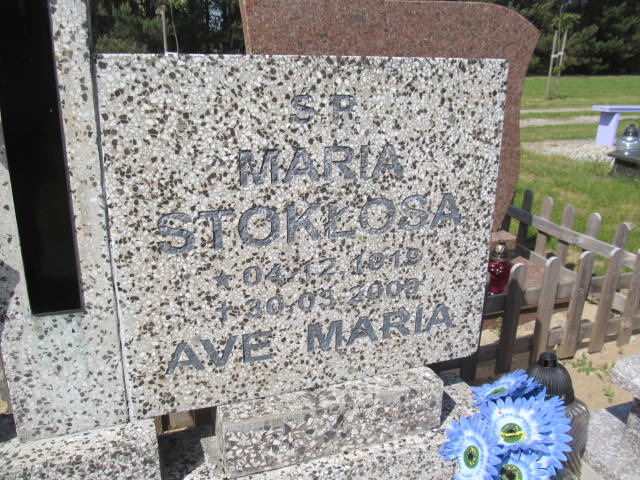 Ś.P.
MARIA
STOKŁOSA
* 04.12.1919
† 30.03.2008
AVE MARIA